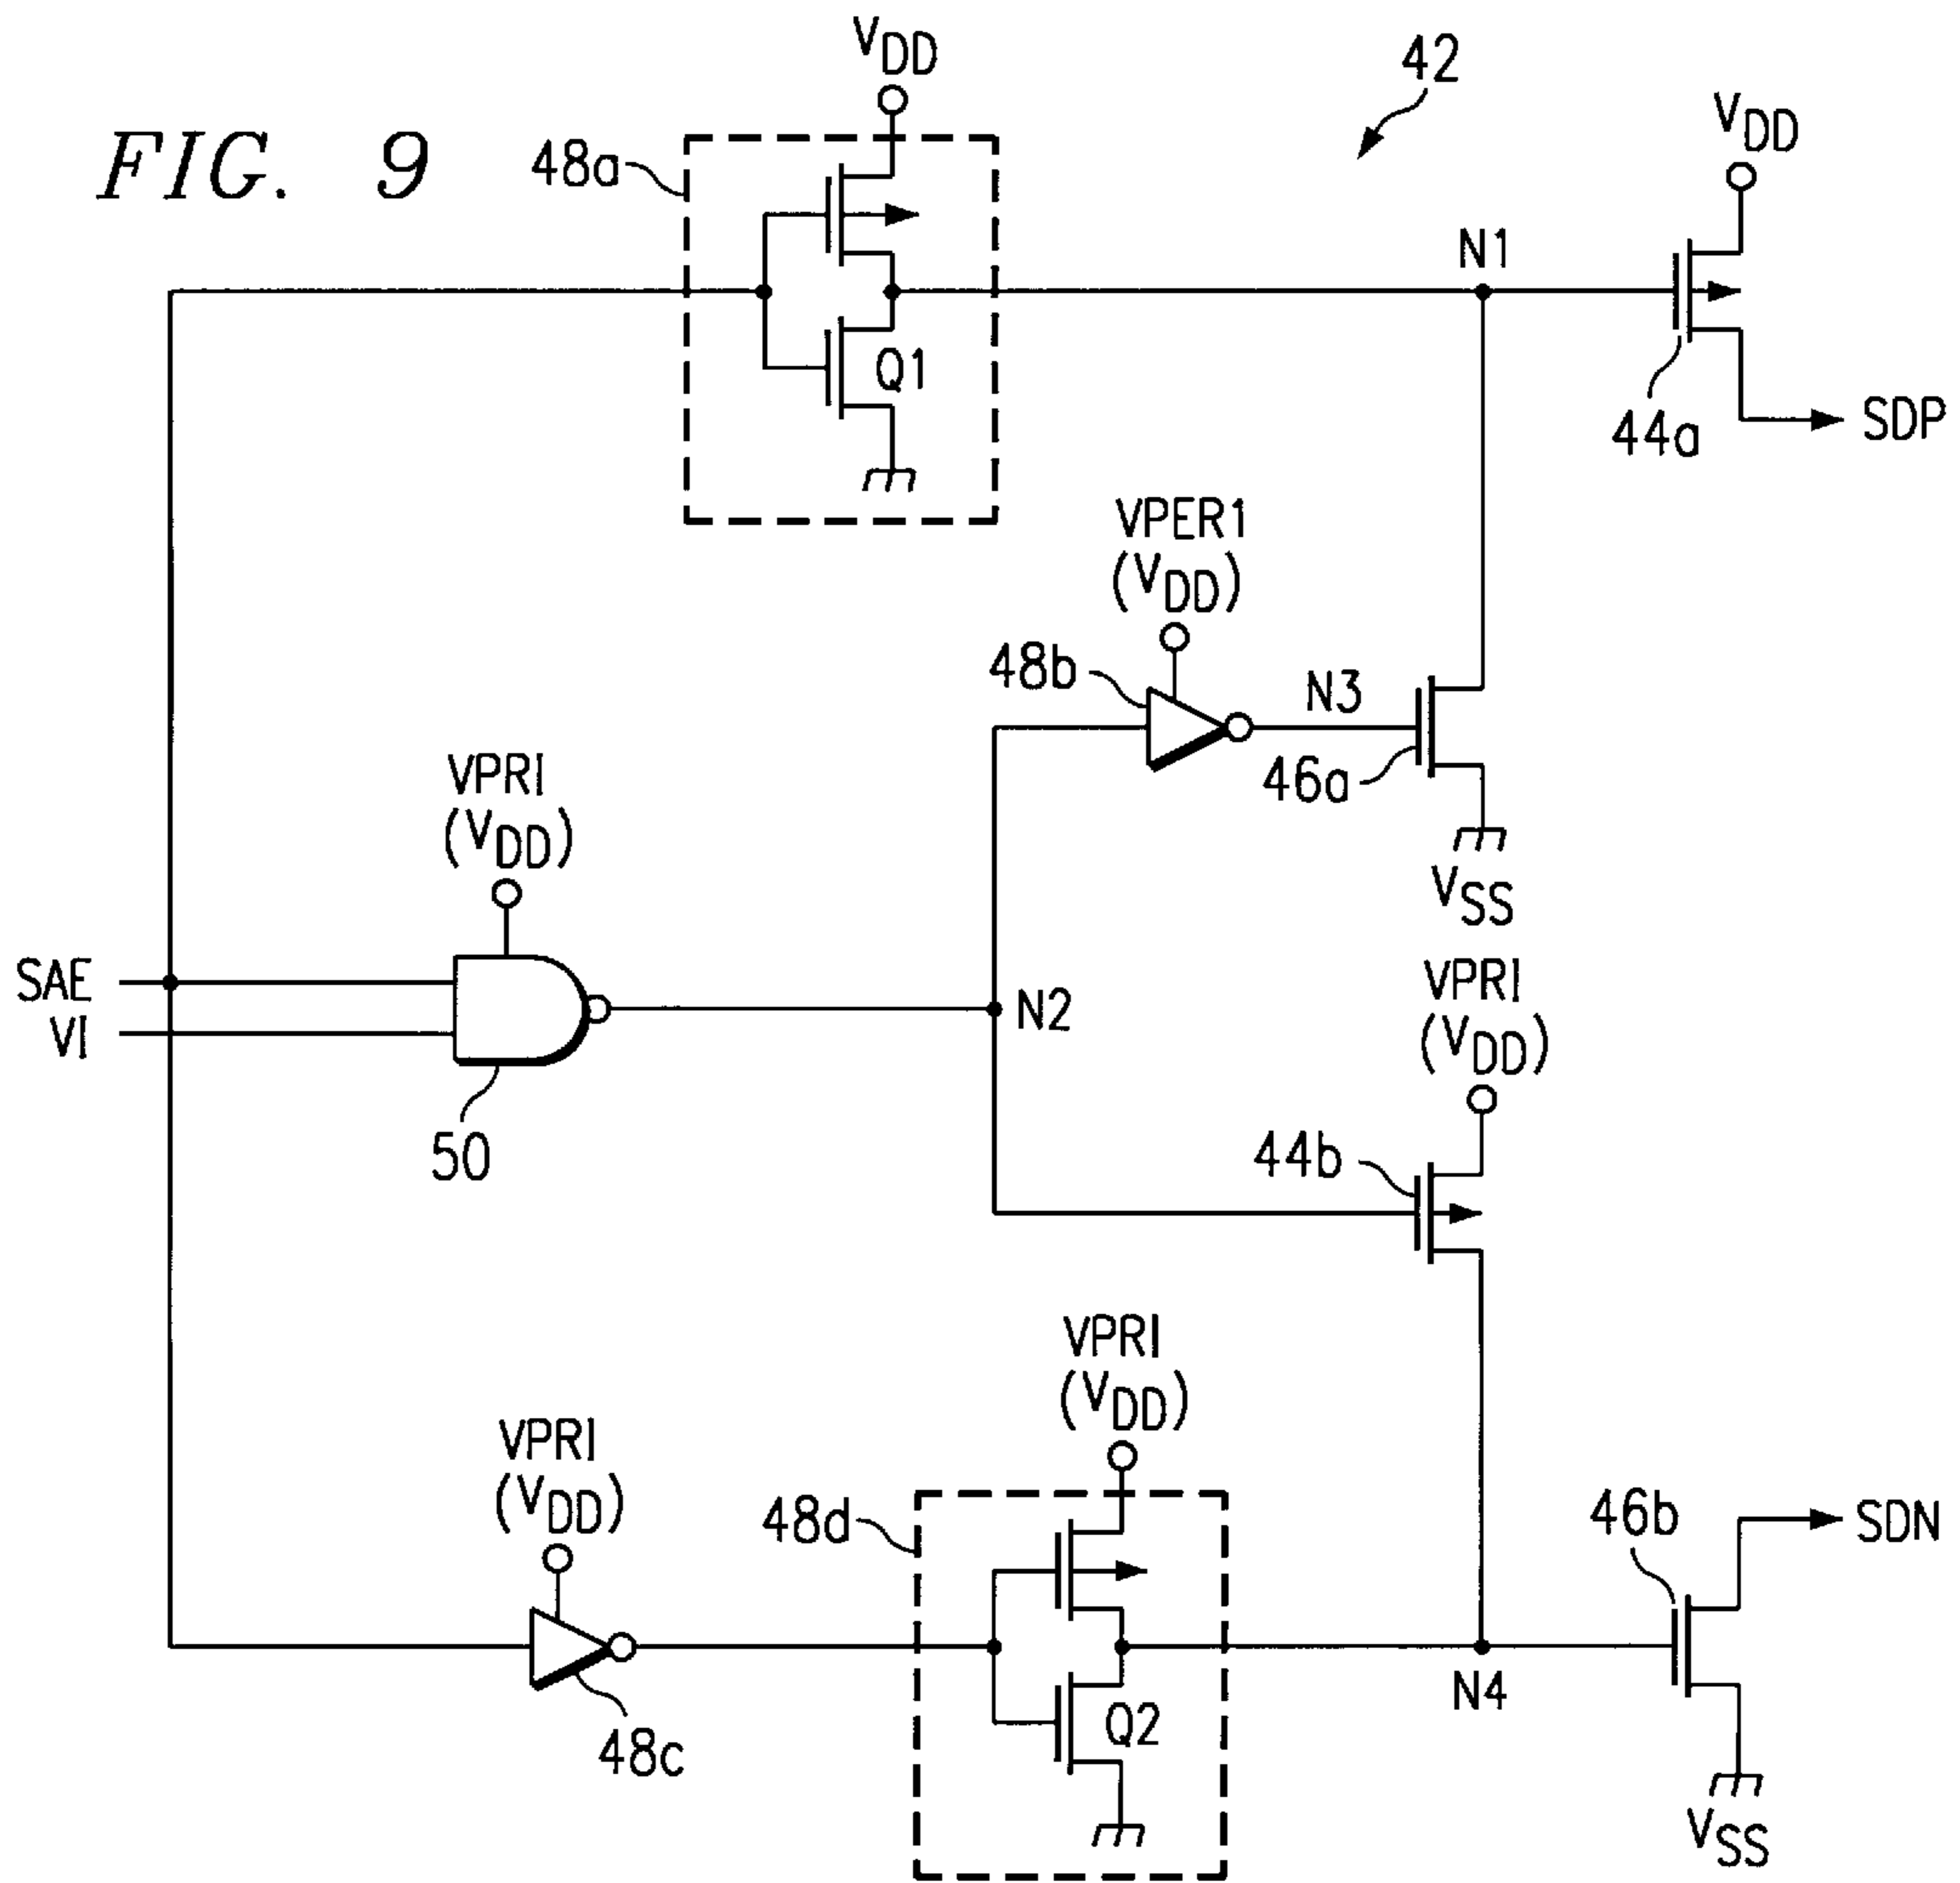 FIG. 9
VDD
48a
42
VDD
N1
Q1
44a
SDP
VPER1
(VDD)
48b
N3
46a
VSS
VPRI
(VDD)
SAE
VI
50
N2
VPRI
(VDD)
44b
VPRI
(VDD)
VPRI
(VDD)
48d
46b
SDN
Q2
N4
48c
VSS